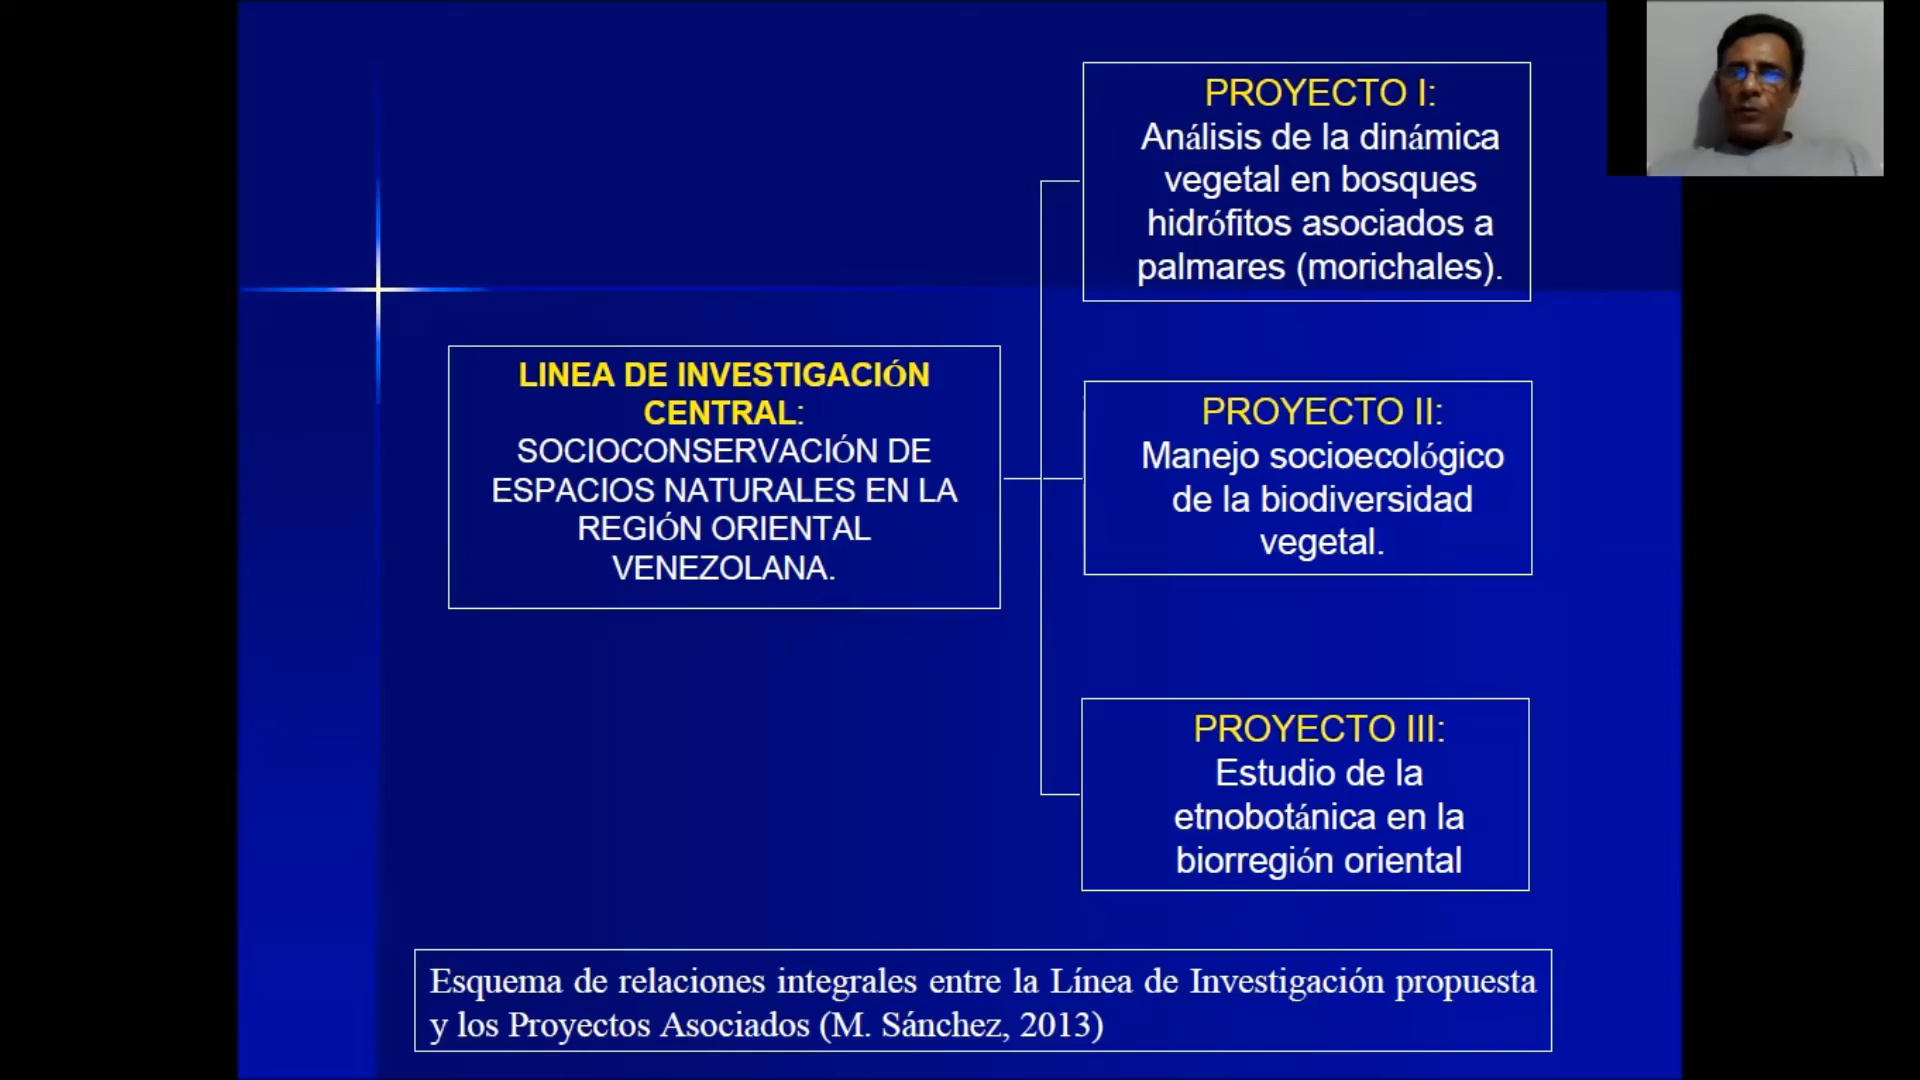 LINEA DE INVESTIGACIÓN
CENTRAL:
SOCIOCONSERVACIÓN DE
ESPACIOS NATURALES EN LA
REGIÓN ORIENTAL
VENEZOLANA.
PROYECTO I:
Análisis de la dinámica
vegetal en bosques
hidrófitos asociados a
palmares (morichales).
PROYECTO II:
Manejo socioecológico
de la biodiversidad
vegetal.
PROYECTO III:
Estudio de la
etnobotánica en la
biorregión oriental
Esquema de relaciones integrales entre la Línea de Investigación propuesta
y los Proyectos Asociados (M. Sánchez, 2013)